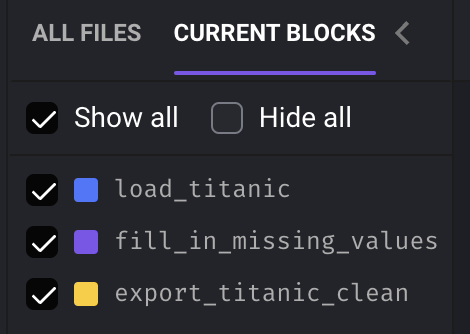 ALL FILES CURRENT BLOCKS
Show all Hide all
load_titanic
fill_in_missing_values
export_titanic_clean